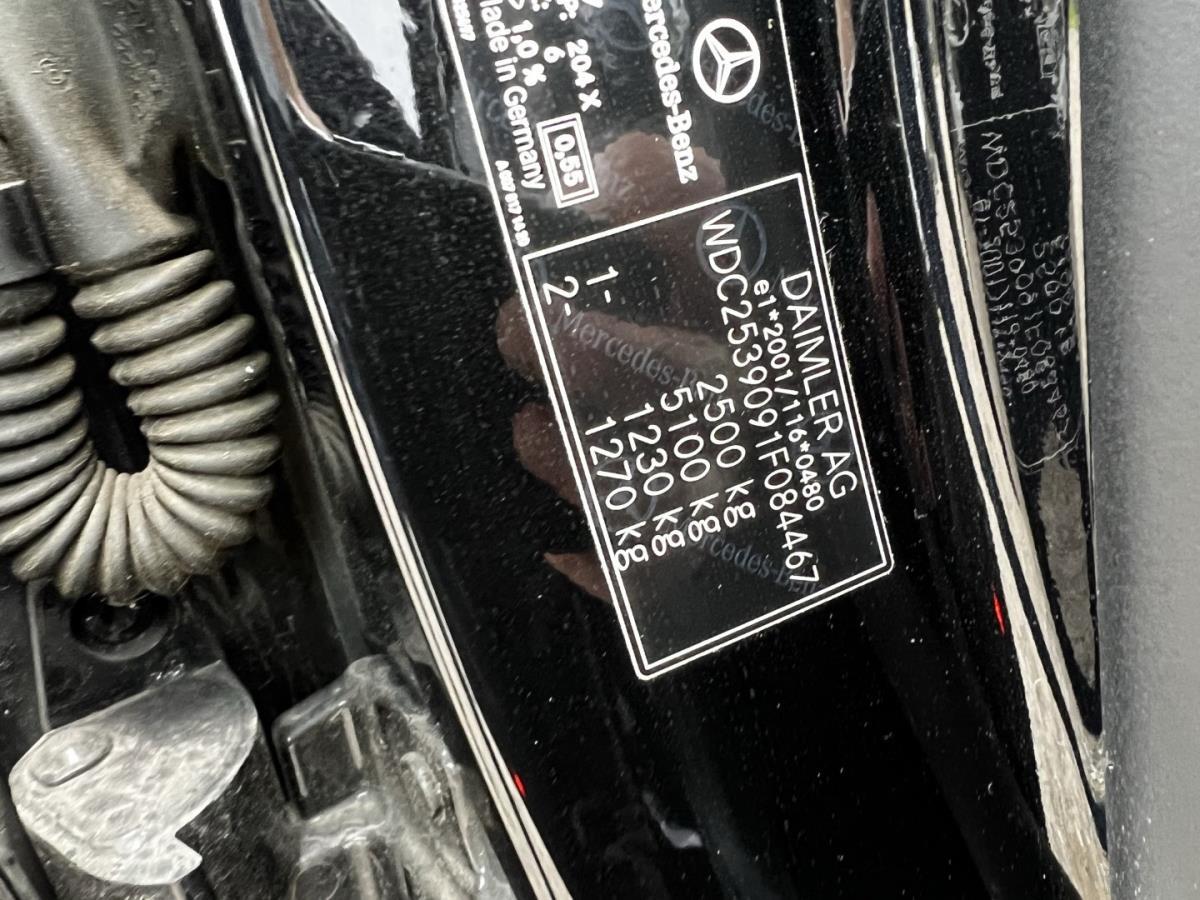 Mercedes-Benz
204 X
6
0,55
1,0 %
Made in Germany
DAIMLER AG
e1*2001/116*0480
WDC2539091F084467
2500 kg
5100 kg
1- 1230 kg
2- 1270 kg